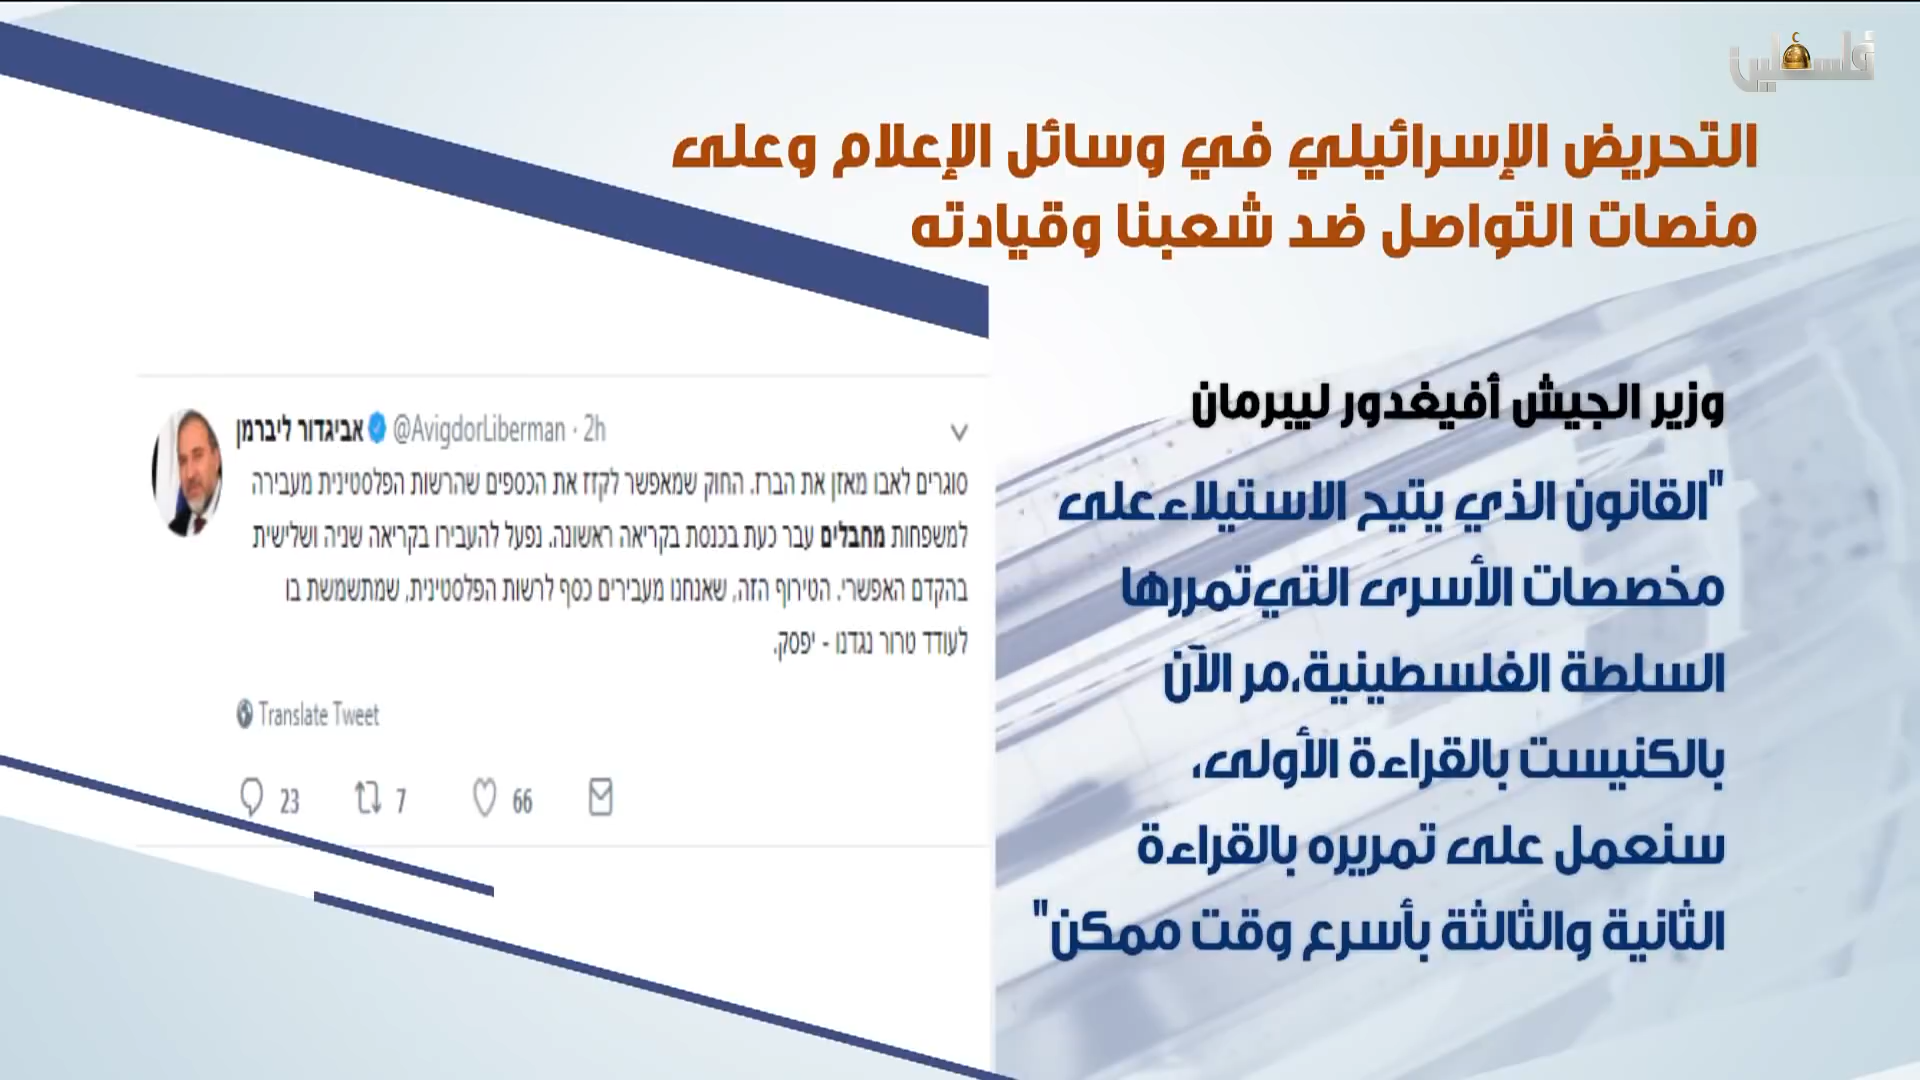 فلسطين
التحريض الإسرائيلي في وسائل الإعلام وعلى
منصات التواصل ضد شعبنا وقيادته
וزير الجيش أفيغدور ليبرمان
"القانون الذي يتيح الاستيلاء على
مخصصات الأسرى التي تمررها
السلطة الفلسطينية، مر الآن
بالكنيست بالقراءة الأولى،
سنعمل على تمريره بالقراءة
الثانية والثالثة بأسرع وقت ممكن"
אביגדור ליברמן @AvigdorLiberman · 2h
סוגרים לאבו מאזן את הברז. החוק שמאפשר לקזז את הכספים שהרשות הפלסטינית מעבירה
למשפחות מחבלים עבר כעת בכנסת בקריאה ראשונה. נפעל להעבירו בקריאה שניה ושלישית
בהקדם האפשרי. הטירוף הזה, שאנחנו מעבירים כסף לרשות הפלסטינית, שמתשמשת בו
לעודד טרור נגדנו - יפסק.
Translate Tweet
23 7 66